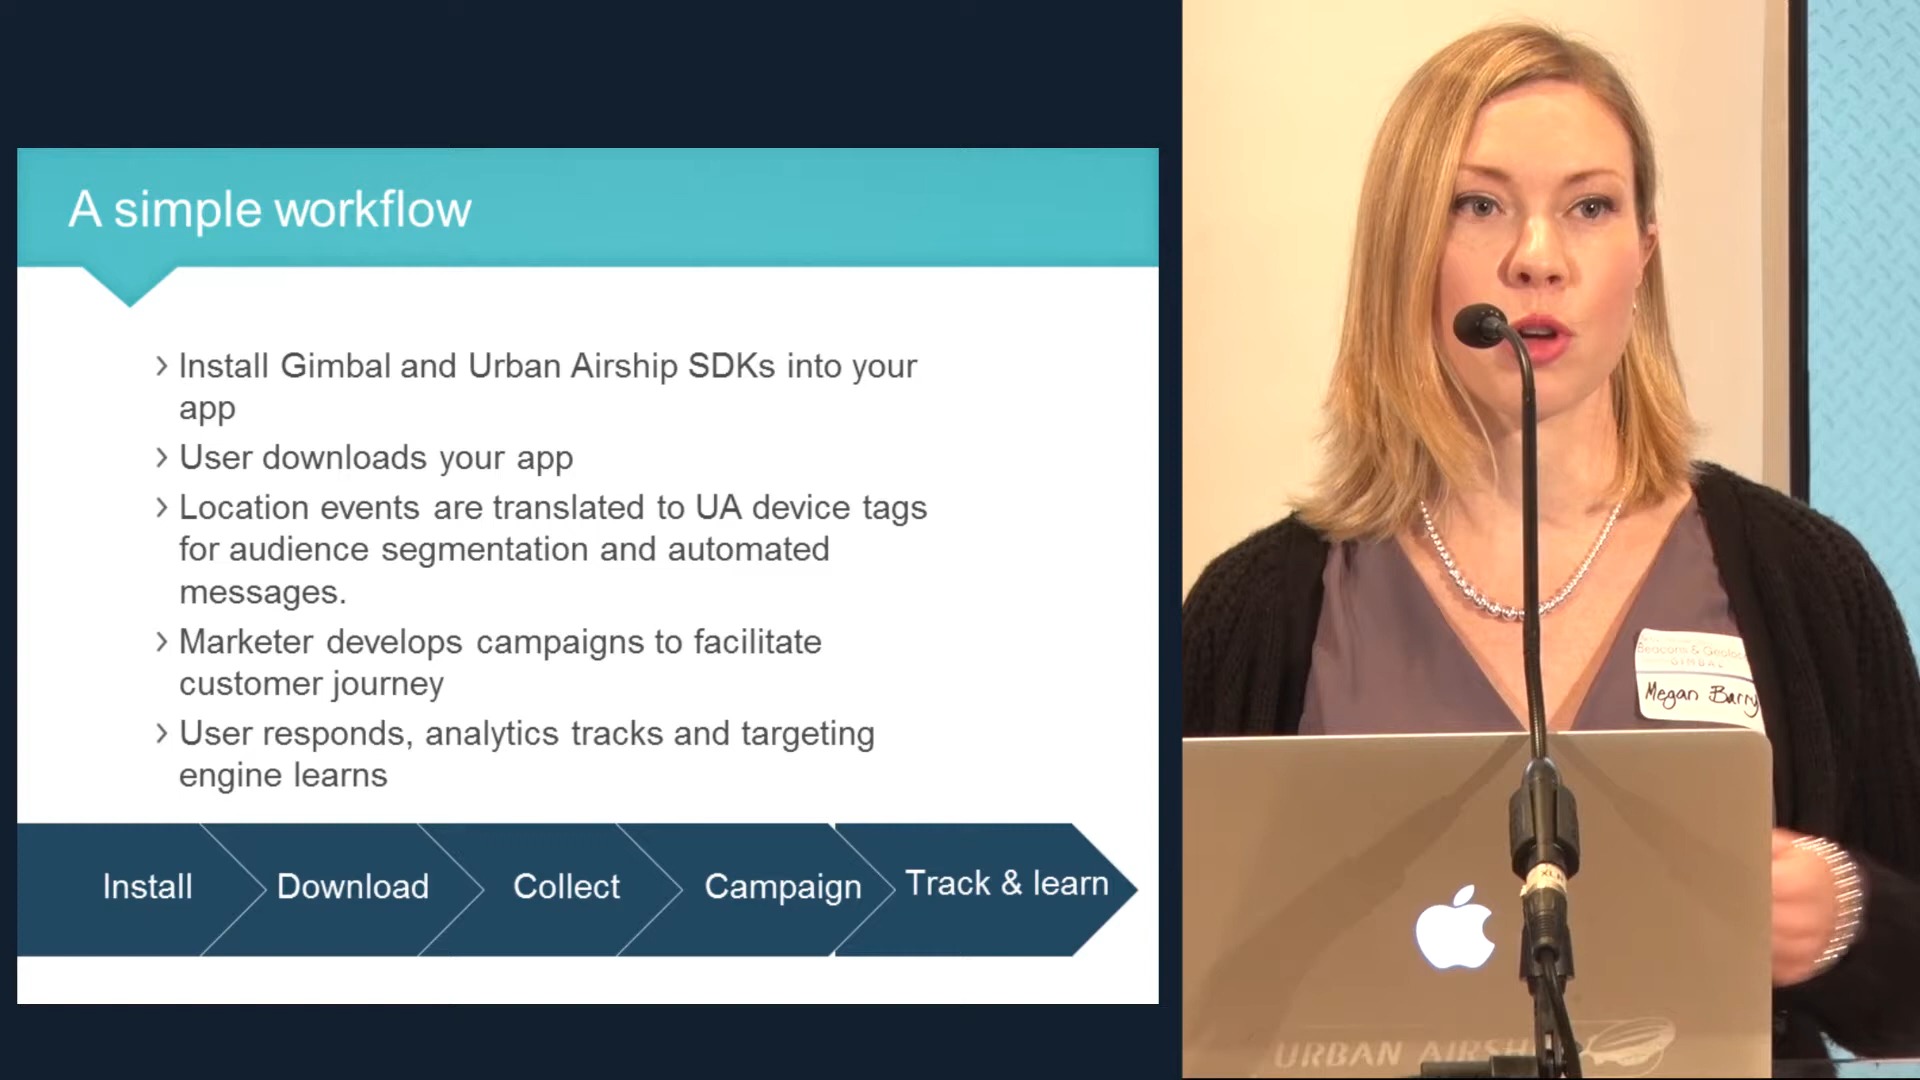 A simple workflow
› Install Gimbal and Urban Airship SDKs into your
app
› User downloads your app
› Location events are translated to UA device tags
for audience segmentation and automated
messages.
› Marketer develops campaigns to facilitate
customer journey
› User responds, analytics tracks and targeting
engine learns
Install
Download
Collect
Campaign
Track & learn
Beacons &
GIMBAL
Megan Barry
URBAN